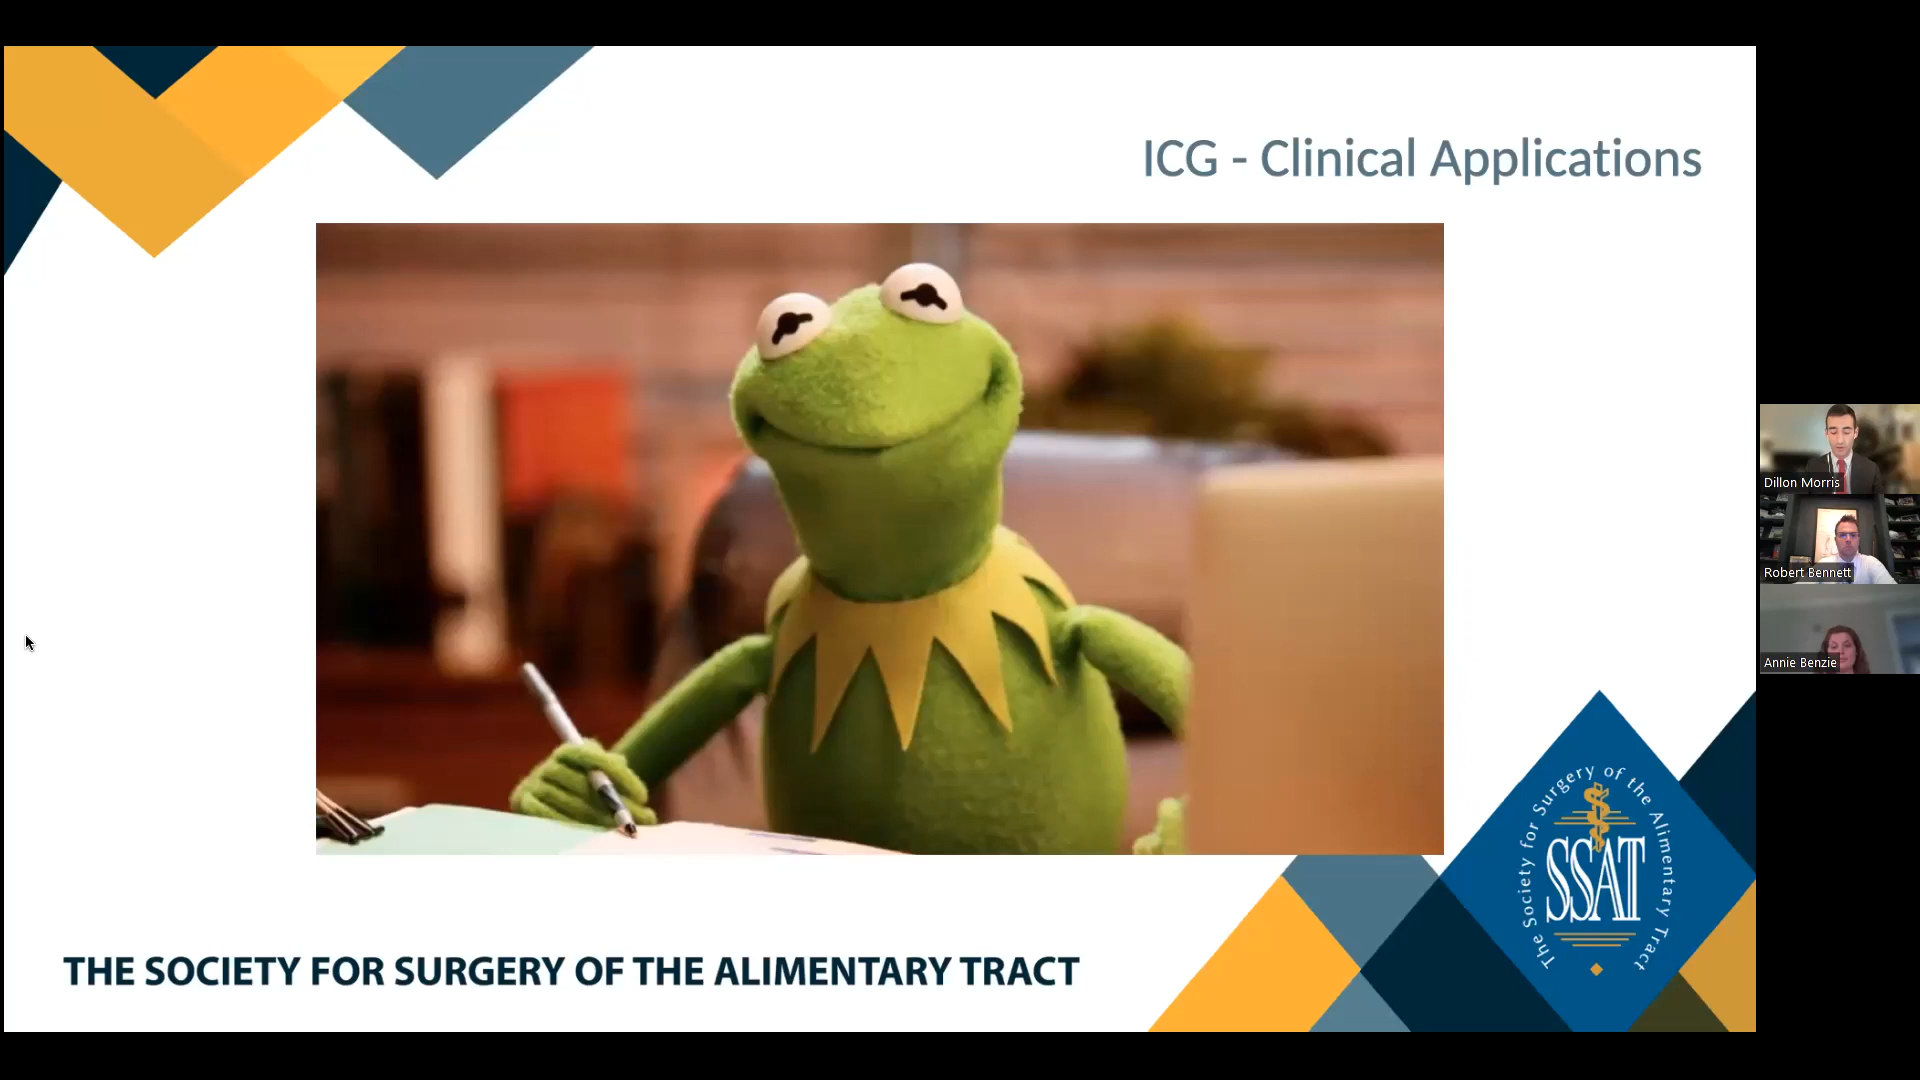 ICG - Clinical Applications
Dillon Morris
Robert Bennett
Annie Benzie
The Society for Surgery of the Alimentary Tract
SSAT
THE SOCIETY FOR SURGERY OF THE ALIMENTARY TRACT